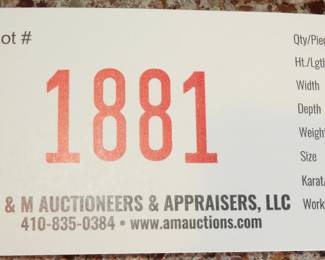 ot #
1881
& M AUCTIONEERS & APPRAISERS, LLC
410-835-0384 • www.amauctions.com
Qty/Pie
Ht./Lgth
Width
Depth
Weigh
Size
Karat/
Work